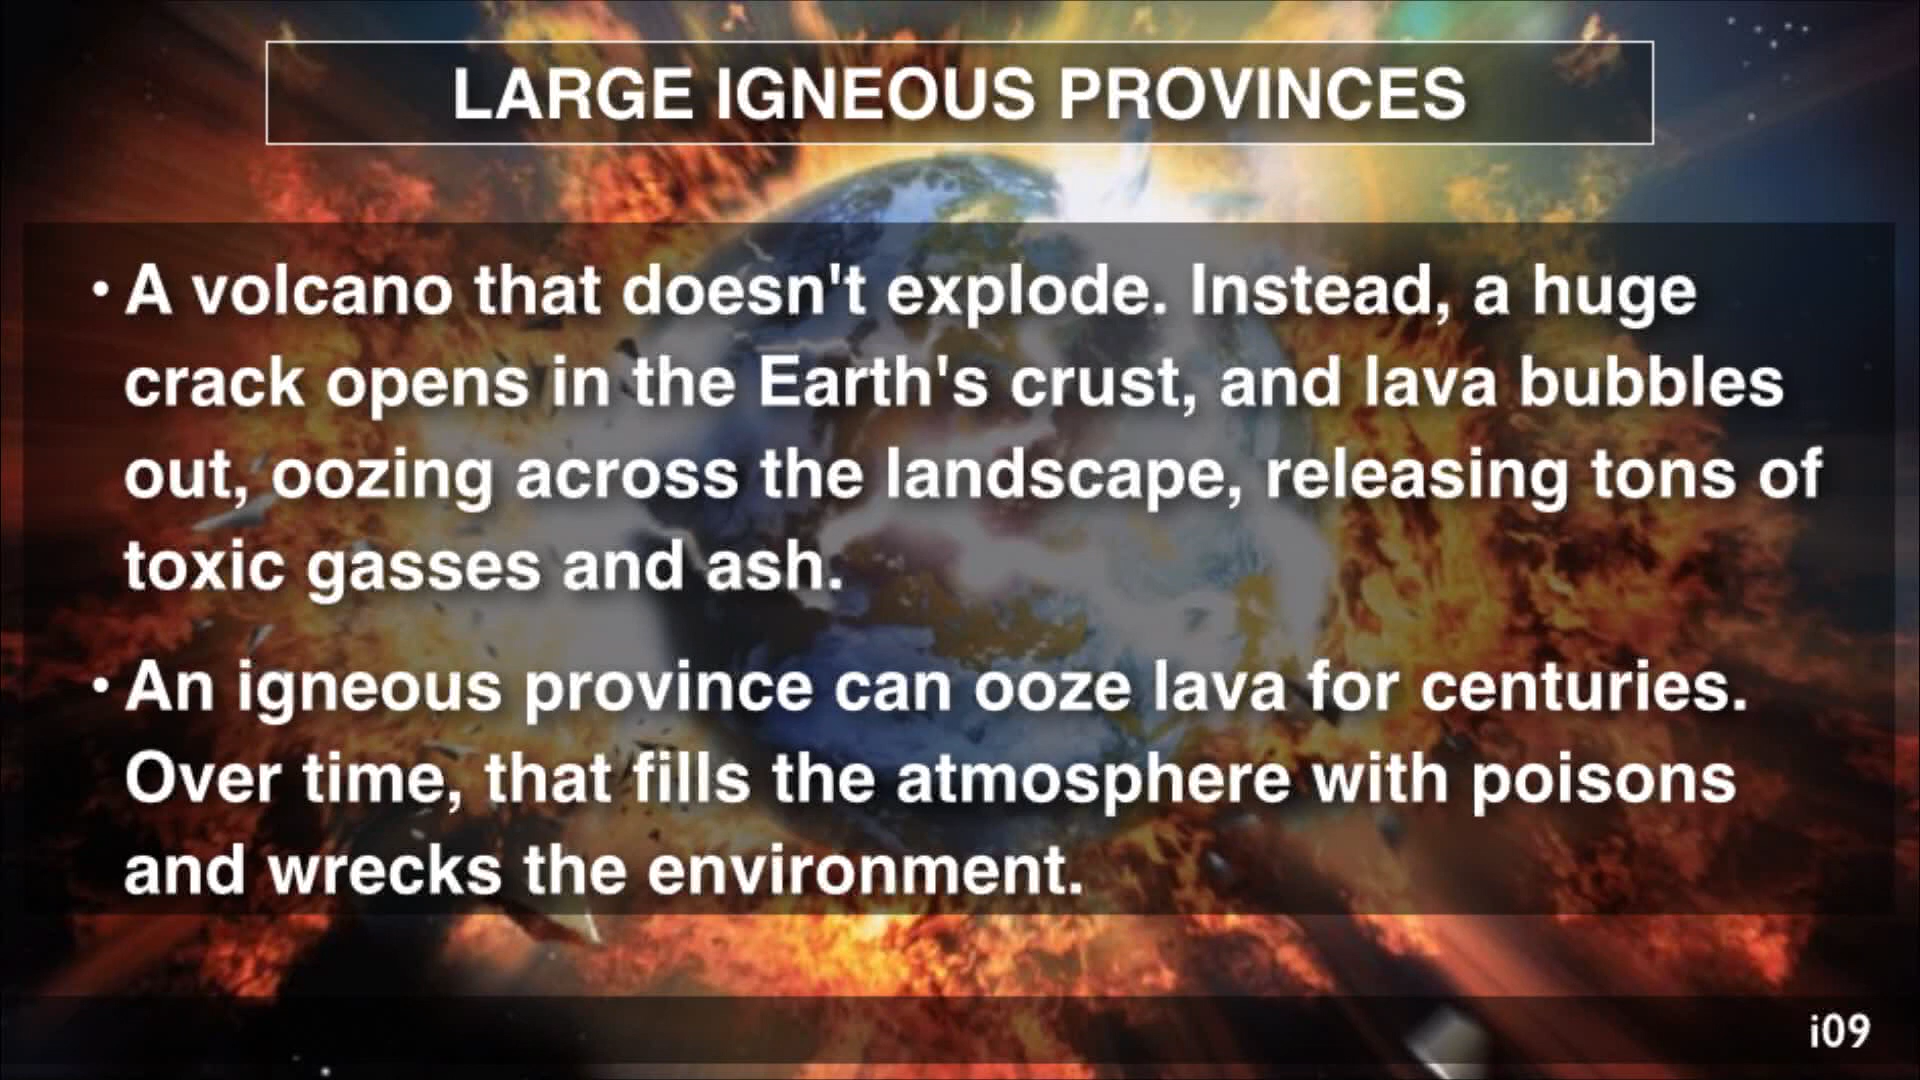 LARGE IGNEOUS PROVINCES
• A volcano that doesn't explode. Instead, a huge
crack opens in the Earth's crust, and lava bubbles
out, oozing across the landscape, releasing tons of
toxic gasses and ash.
• An igneous province can ooze lava for centuries.
Over time, that fills the atmosphere with poisons
and wrecks the environment.
i09